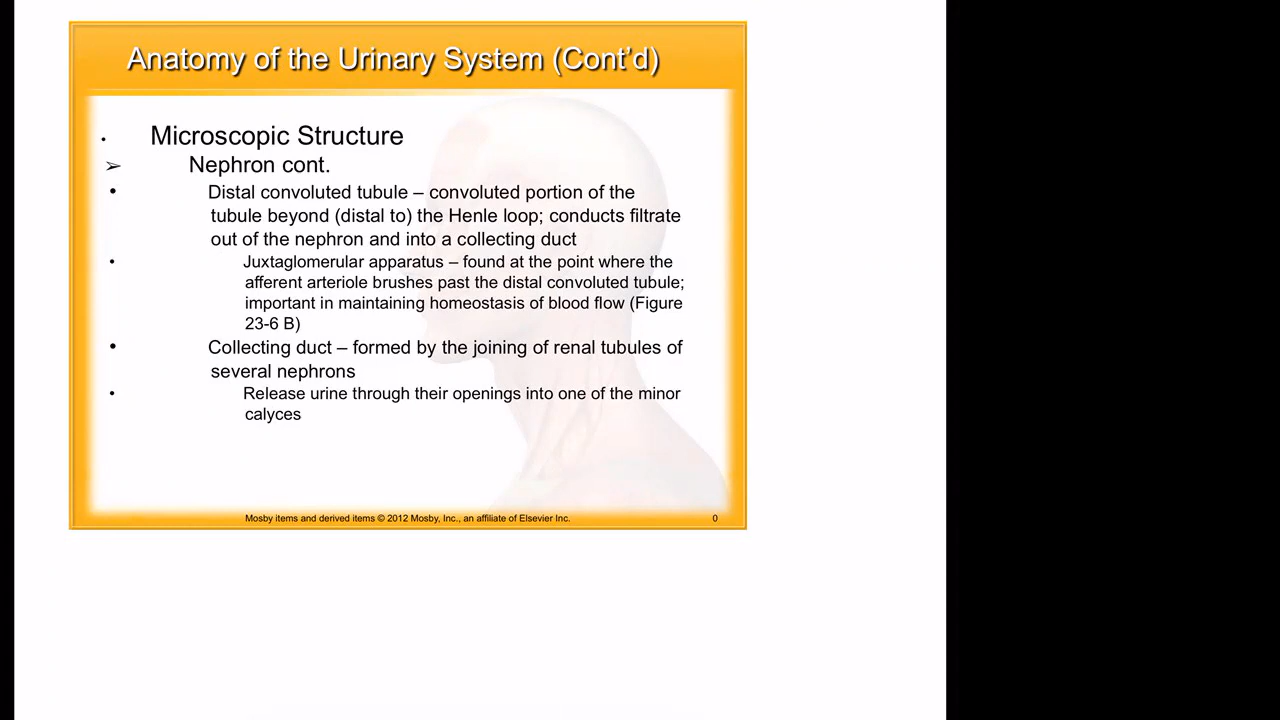 Anatomy of the Urinary System (Cont’d)
• Microscopic Structure
➢ Nephron cont.
• Distal convoluted tubule – convoluted portion of the
tubule beyond (distal to) the Henle loop; conducts filtrate
out of the nephron and into a collecting duct
• Juxtaglomerular apparatus – found at the point where the
afferent arteriole brushes past the distal convoluted tubule;
important in maintaining homeostasis of blood flow (Figure
23-6 B)
• Collecting duct – formed by the joining of renal tubules of
several nephrons
• Release urine through their openings into one of the minor
calyces
Mosby items and derived items © 2012 Mosby, Inc., an affiliate of Elsevier Inc. 0